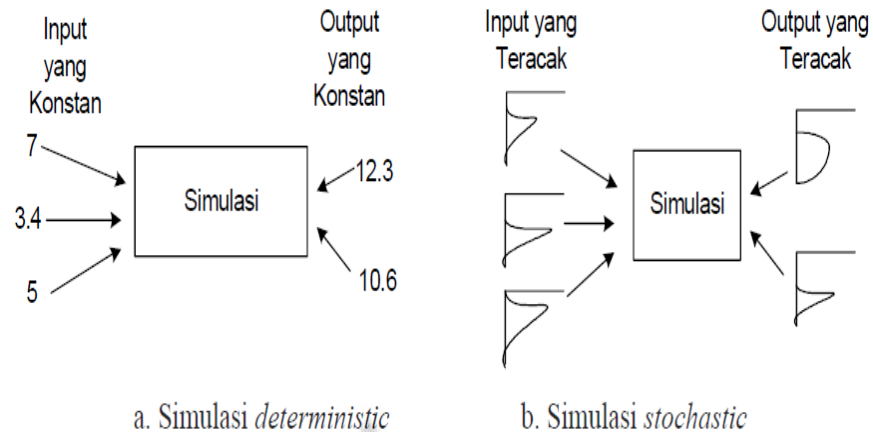 Input
yang
Konstan
7
3.4
5
Simulasi
Output
yang
Konstan
12.3
10.6
a. Simulasi deterministic
Input yang
Teracak
Simulasi
Output yang
Teracak
b. Simulasi stochastic